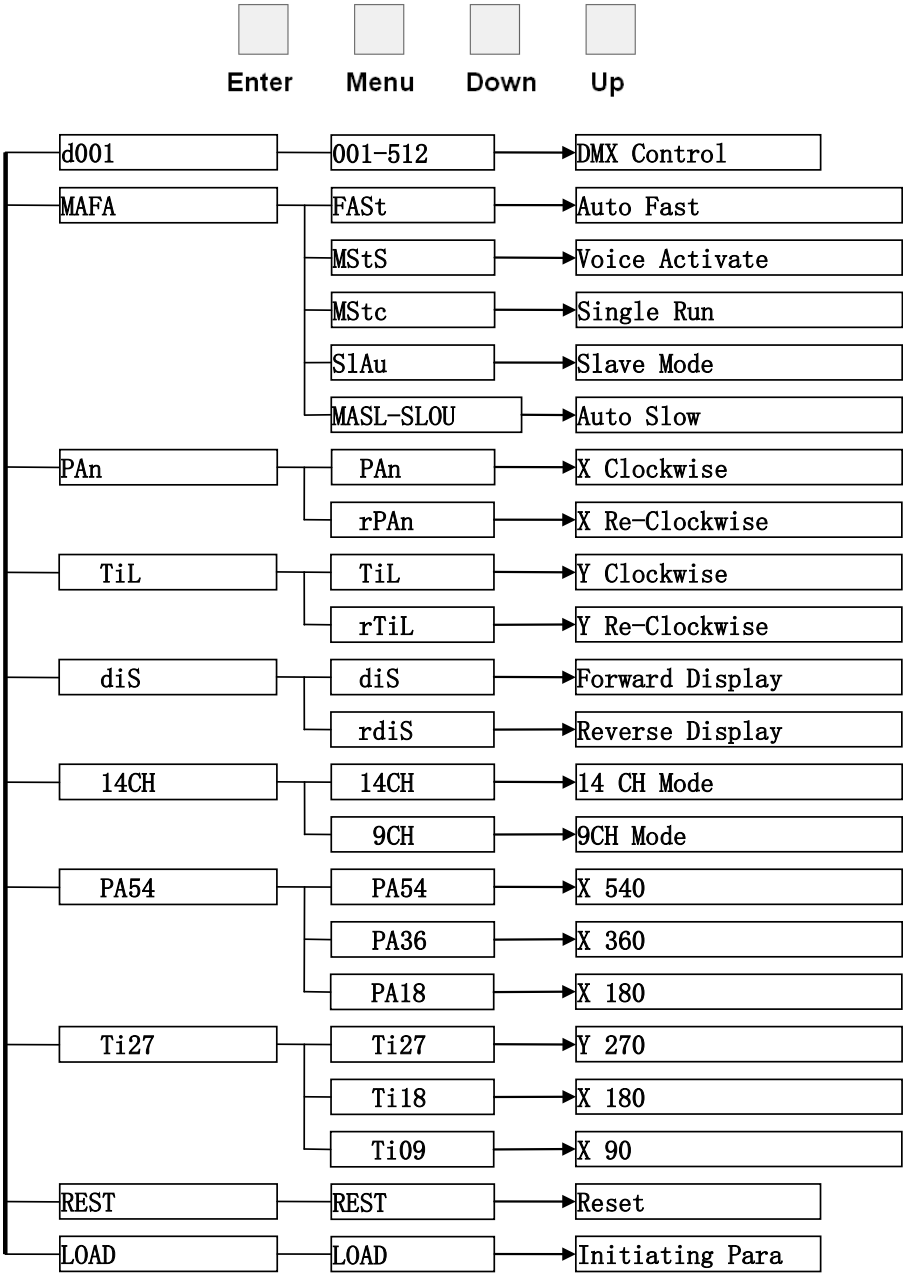 Enter Menu Down Up
d001 001-512 DMX Control
MAFA FASt Auto Fast
MStS Voice Activate
MStc Single Run
SlAu Slave Mode
MASL-SLOU Auto Slow
PAn PAn X Clockwise
rPAn X Re-Clockwise
TiL TiL Y Clockwise
rTiL Y Re-Clockwise
diS diS Forward Display
rdiS Reverse Display
14CH 14CH 14 CH Mode
9CH 9CH Mode
PA54 PA54 X 540
PA36 X 360
PA18 X 180
Ti27 Ti27 Y 270
Ti18 X 180
Ti09 X 90
REST REST Reset
LOAD LOAD Initiating Para